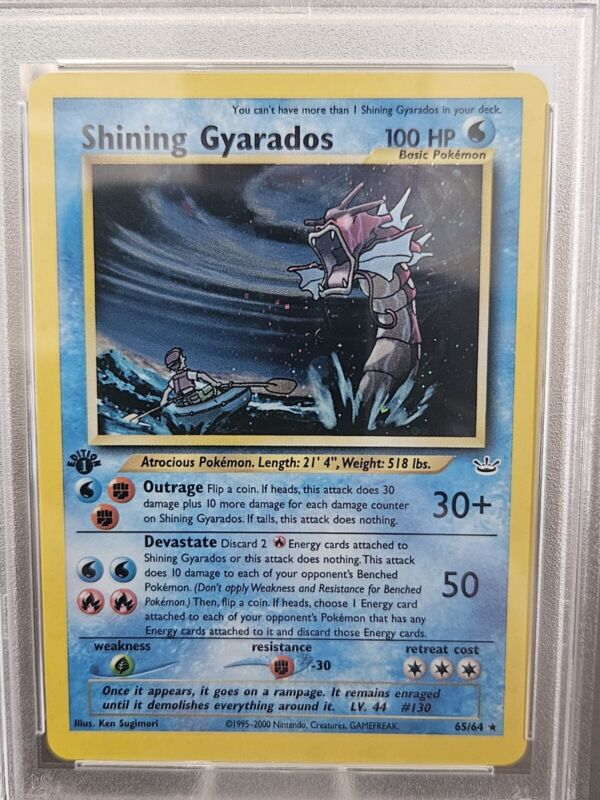 You can't have more than 1 Shining Gyarados in your deck.
Shining Gyarados 100 HP
Basic Pokémon
EDITION 1
Atrocious Pokémon. Length: 21' 4", Weight: 518 lbs.
Outrage Flip a coin. If heads, this attack does 30
damage plus 10 more damage for each damage counter
on Shining Gyarados. If tails, this attack does nothing.
30+
Devastate Discard 2 Energy cards attached to
Shining Gyarados or this attack does nothing. This attack
does 10 damage to each of your opponent's Benched
Pokémon. (Don't apply Weakness and Resistance for Benched
Pokémon.) Then, flip a coin. If heads, choose 1 Energy card
attached to each of your opponent's Pokémon that has any
Energy cards attached to it and discard those Energy cards.
50
weakness resistance retreat cost
-30
Once it appears, it goes on a rampage. It remains enraged
until it demolishes everything around it. LV. 44 #130
Illus. Ken Sugimori ©1995-2000 Nintendo, Creatures, GAMEFREAK. 65/64 ★